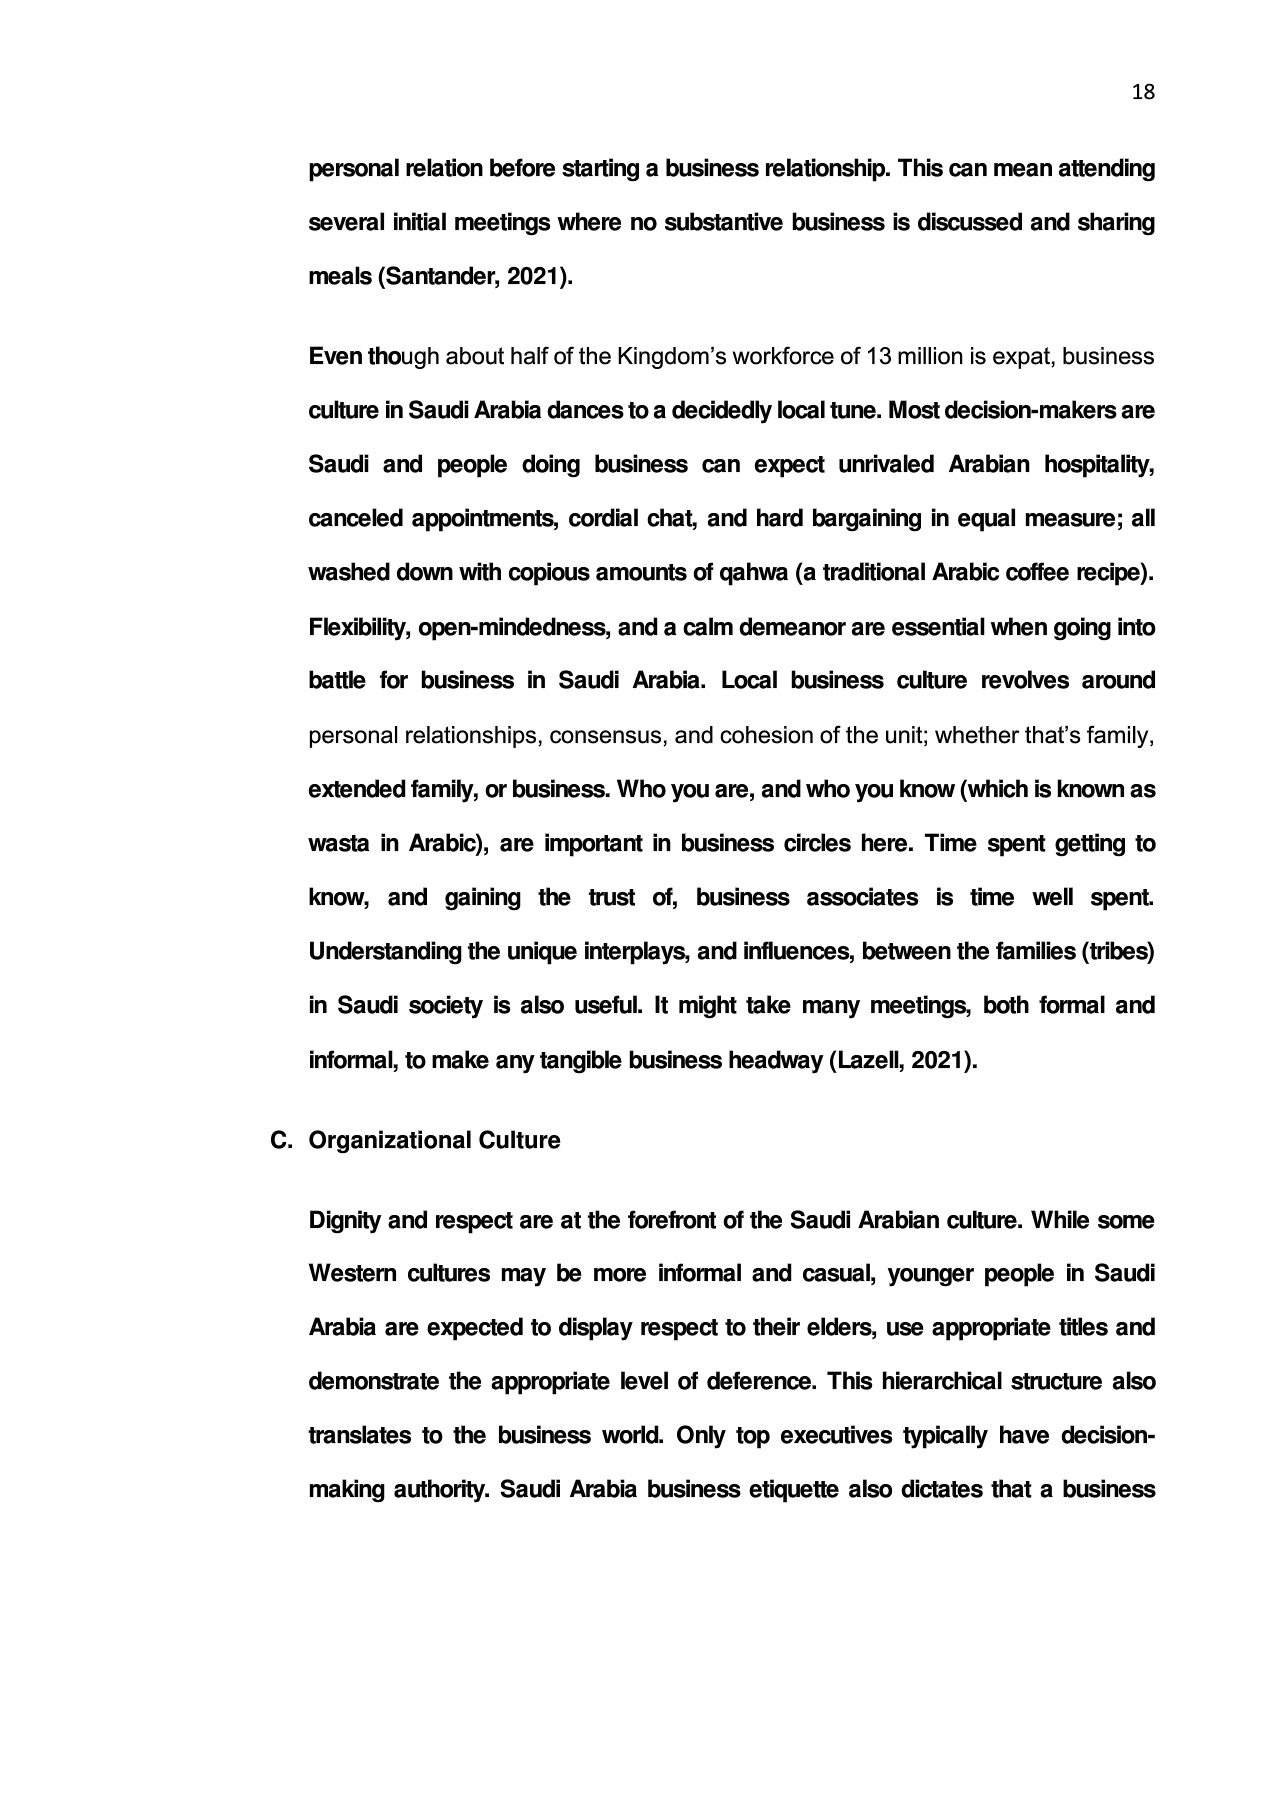 18
personal relation before starting a business relationship. This can mean attending
several initial meetings where no substantive business is discussed and sharing
meals (Santander, 2021).
Even though about half of the Kingdom’s workforce of 13 million is expat, business
culture in Saudi Arabia dances to a decidedly local tune. Most decision-makers are
Saudi and people doing business can expect unrivaled Arabian hospitality,
canceled appointments, cordial chat, and hard bargaining in equal measure; all
washed down with copious amounts of qahwa (a traditional Arabic coffee recipe).
Flexibility, open-mindedness, and a calm demeanor are essential when going into
battle for business in Saudi Arabia. Local business culture revolves around
personal relationships, consensus, and cohesion of the unit; whether that’s family,
extended family, or business. Who you are, and who you know (which is known as
wasta in Arabic), are important in business circles here. Time spent getting to
know, and gaining the trust of, business associates is time well spent.
Understanding the unique interplays, and influences, between the families (tribes)
in Saudi society is also useful. It might take many meetings, both formal and
informal, to make any tangible business headway (Lazell, 2021).
C. Organizational Culture
Dignity and respect are at the forefront of the Saudi Arabian culture. While some
Western cultures may be more informal and casual, younger people in Saudi
Arabia are expected to display respect to their elders, use appropriate titles and
demonstrate the appropriate level of deference. This hierarchical structure also
translates to the business world. Only top executives typically have decision-
making authority. Saudi Arabia business etiquette also dictates that a business